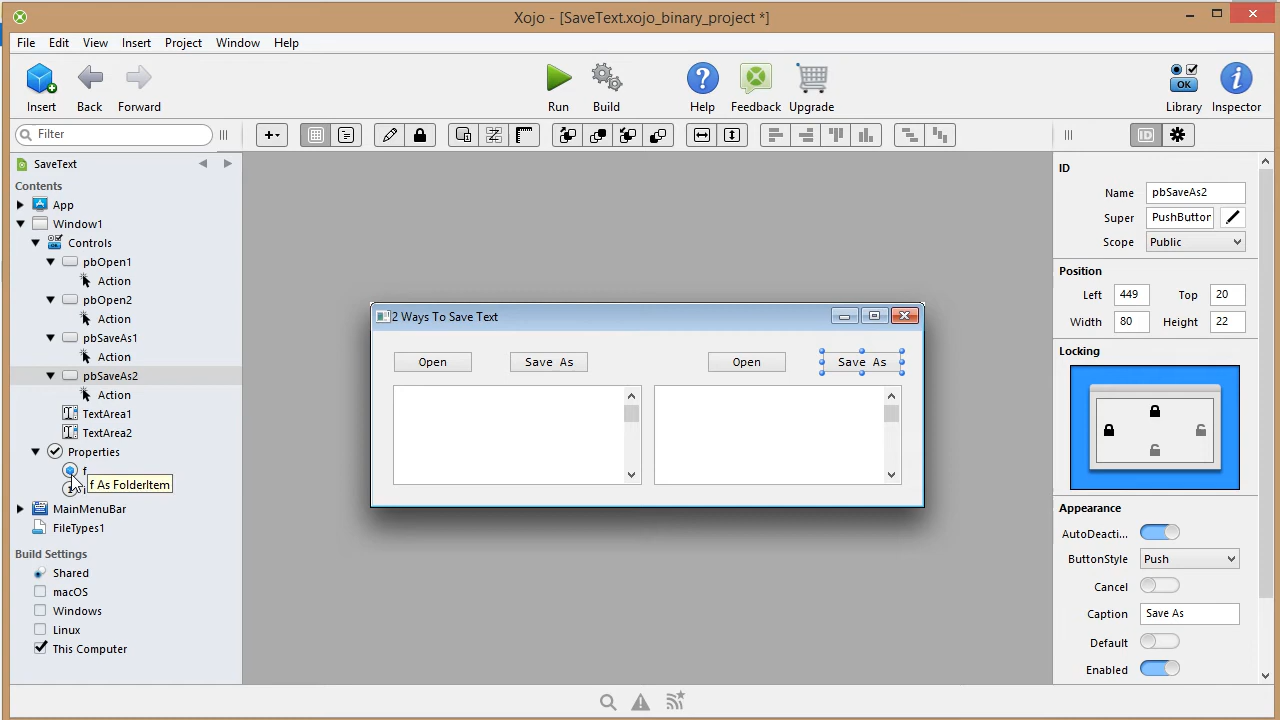 Xojo - [SaveText.xojo_binary_project *]
File Edit View Insert Project Window Help
Insert Back Forward Run Build Help Feedback Upgrade OK Library Inspector
Filter
ID
SaveText
Contents
App
Window1
Controls
pbOpen1
Action
pbOpen2
Action
pbSaveAs1
Action
pbSaveAs2
Action
TextArea1
TextArea2
Properties
f
f As FolderItem
MainMenuBar
FileTypes1
Build Settings
Shared
macOS
Windows
Linux
This Computer
2 Ways To Save Text
Open Save As Open Save As
ID
Name pbSaveAs2
Super PushButton
Scope Public
Position
Left 449 Top 20
Width 80 Height 22
Locking
Appearance
AutoDeacti...
ButtonStyle Push
Cancel
Caption Save As
Default
Enabled